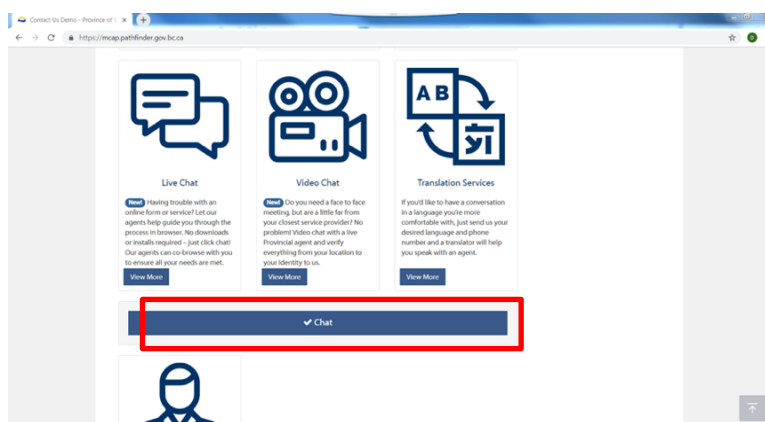 Contact Us Demo - Province of
https://mcap.pathfinder.gov.bc.ca
A B
Live Chat
New! Having trouble with an
online form or service? Let our
agents help guide you through the
process in browser. No downloads
or installs required – just click chat!
Our agents can co-browse with you
to ensure all your needs are met.
View More
Video Chat
New! Do you need a face to face
meeting, but are a little far from
your closest service provider? No
problem! Video chat with a live
Provincial agent and verify
everything from your location to
your identity to us.
View More
Translation Services
If you'd like to have a conversation
in a language you're more
comfortable with, just send us your
desired language and phone
number and a translator will help
you speak with an agent.
View More
Chat